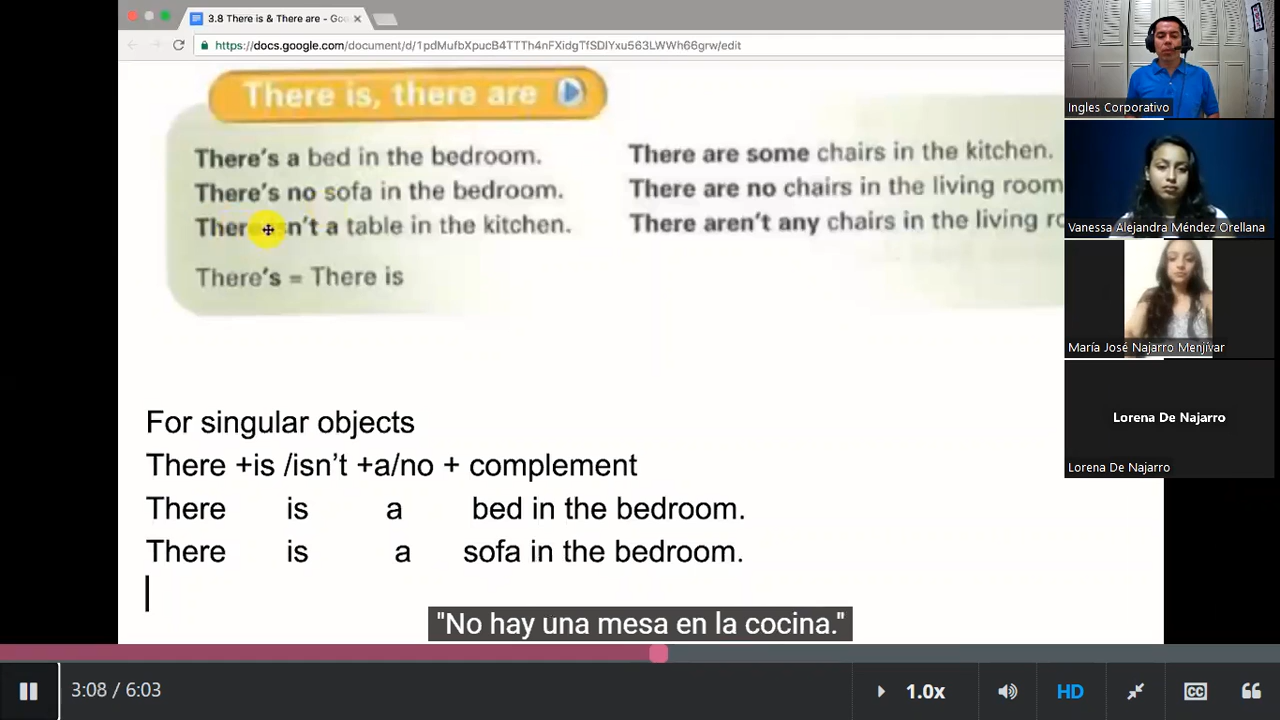 3.8 There is & There are - Goo
https://docs.google.com/document/d/1pdMufbXpucB4TTTh4nFXidgTfSDIYxu563LWWh66grw/edit
There is, there are
There's a bed in the bedroom.
There's no sofa in the bedroom.
There isn't a table in the kitchen.
There's = There is
There are some chairs in the kitchen.
There are no chairs in the living room
There aren't any chairs in the living ro
For singular objects
There +is /isn't +a/no + complement
There is a bed in the bedroom.
There is a sofa in the bedroom.
"No hay una mesa en la cocina."
Ingles Corporativo
Vanessa Alejandra Méndez Orellana
María José Najarro Menjívar
Lorena De Najarro
Lorena De Najarro
3:08 / 6:03
1.0x
HD
CC